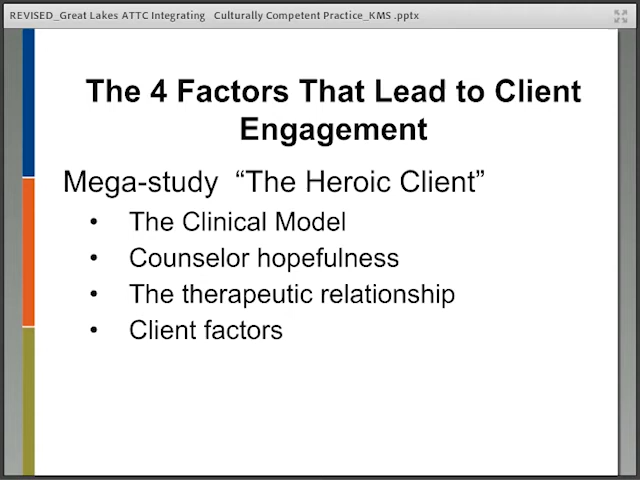 REVISED_Great Lakes ATTC Integrating Culturally Competent Practice_KMS .pptx
The 4 Factors That Lead to Client
Engagement
Mega-study “The Heroic Client”
• The Clinical Model
• Counselor hopefulness
• The therapeutic relationship
• Client factors